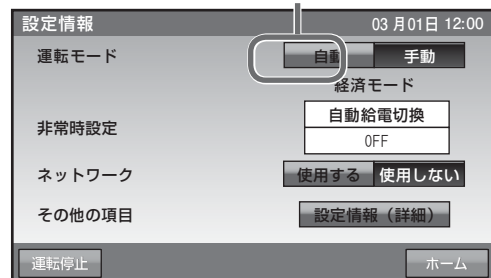 設定情報 03月01日 12:00
運転モード 自動 手動
経済モード
非常時設定 自動給電切換
OFF
ネットワーク 使用する 使用しない
その他の項目 設定情報（詳細）
運転停止 ホーム